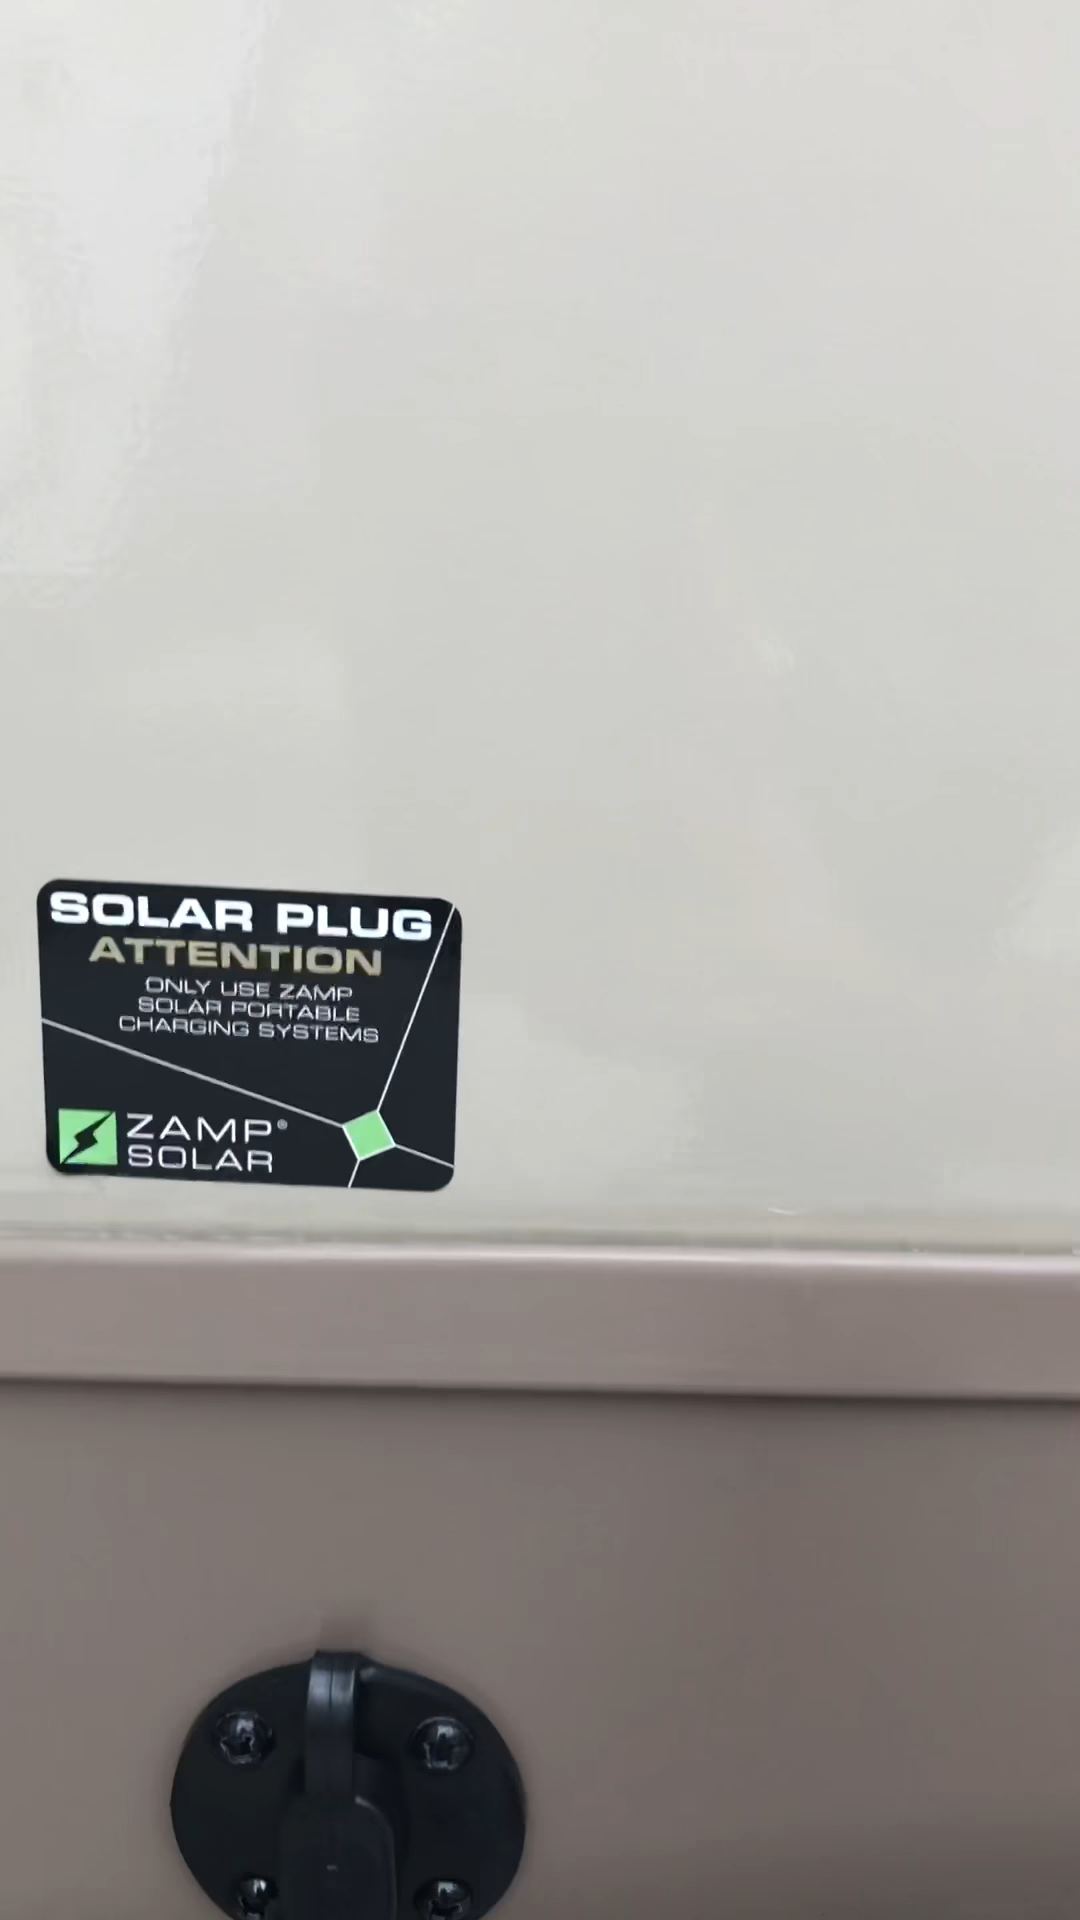 SOLAR PLUG
ATTENTION
ONLY USE ZAMP
SOLAR PORTABLE
CHARGING SYSTEMS
ZAMP®
SOLAR